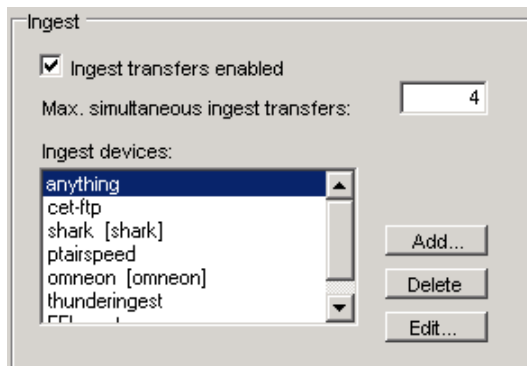 Ingest
Ingest transfers enabled
Max. simultaneous ingest transfers: 4
Ingest devices:
anything
cet-ftp
shark [shark]
ptairspeed
omneon [omneon]
thunderingest
Add...
Delete
Edit...